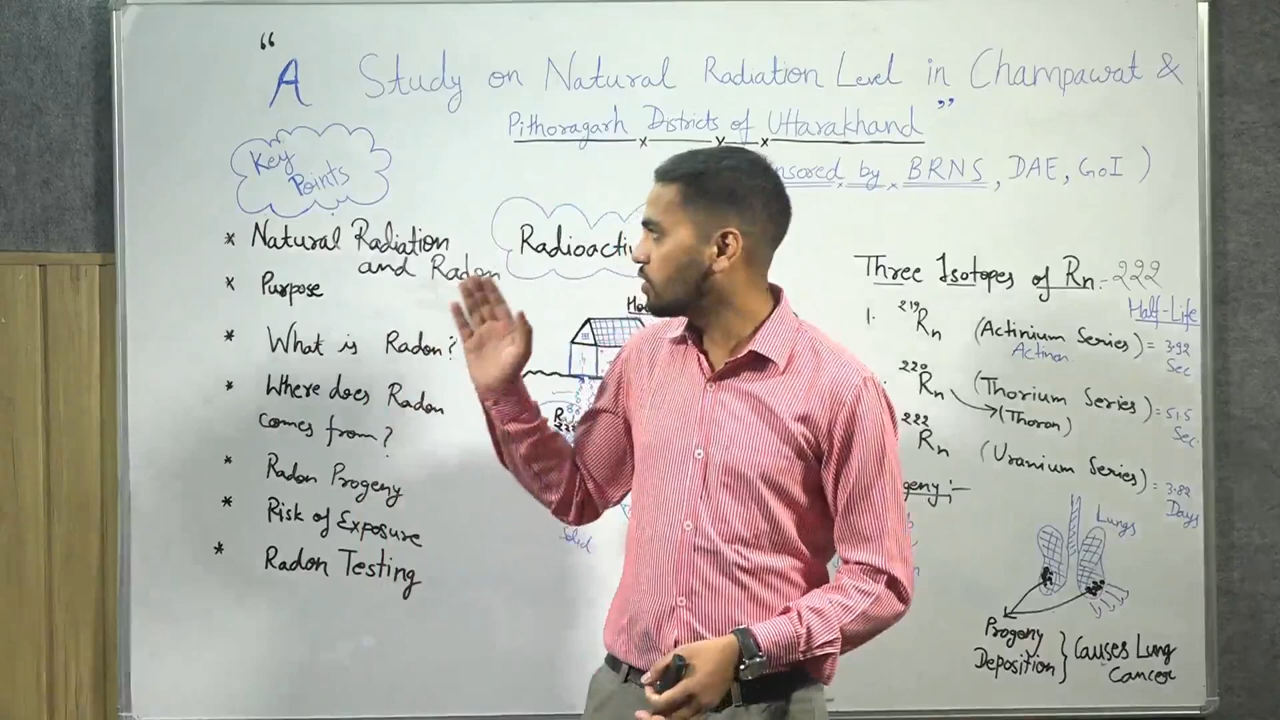 “ A Study on Natural Radiation Level in Champawat &
Pithoragarh Districts of Uttarakhand”
nsored by BRNS, DAE, GoI )
Key
Points
* Natural Radiation
and Radon
* Purpose
* What is Radon?
* Where does Radon
comes from?
* Radon Progeny
* Risk of Exposure
* Radon Testing
Radioacti
Solid
Three Isotopes of Rn-222
Half-Life
1. 219Rn (Actinium Series) = 3.92 Sec
Actinon
220Rn (Thorium Series) = 51.5 Sec.
(Thoron)
222Rn (Uranium Series) = 3.82 Days
geny:-
Lungs
Progeny
Deposition } Causes Lung
Cancer